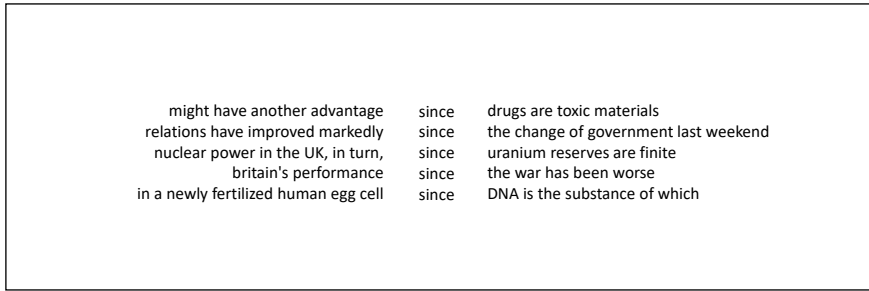 might have another advantage since drugs are toxic materials
relations have improved markedly since the change of government last weekend
nuclear power in the UK, in turn, since uranium reserves are finite
britain's performance since the war has been worse
in a newly fertilized human egg cell since DNA is the substance of which